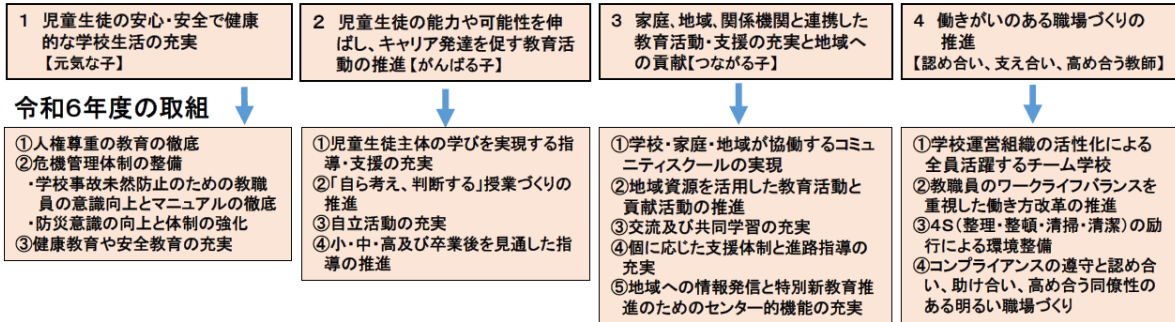 1 児童生徒の安心・安全で健康
的な学校生活の充実
【元気な子】
2 児童生徒の能力や可能性を伸
ばし、キャリア発達を促す教育活
動の推進【がんばる子】
3 家庭、地域、関係機関と連携した
教育活動・支援の充実と地域へ
の貢献【つながる子】
4 働きがいのある職場づくりの
推進
【認め合い、支え合い、高め合う教師】
令和6年度の取組
①人権尊重の教育の徹底
②危機管理体制の整備
・学校事故未然防止のための教職
員の意識向上とマニュアルの徹底
・防災意識の向上と体制の強化
③健康教育や安全教育の充実
①児童生徒主体の学びを実現する指
導・支援の充実
②「自ら考え、判断する」授業づくりの
推進
③自立活動の充実
④小・中・高及び卒業後を見通した指
導の推進
①学校・家庭・地域が協働するコミュ
ニティスクールの実現
②地域資源を活用した教育活動と
貢献活動の推進
③交流及び共同学習の充実
④個に応じた支援体制と進路指導の
充実
⑤地域への情報発信と特別新教育推
進のためのセンター的機能の充実
①学校運営組織の活性化による
全員活躍するチーム学校
②教職員のワークライフバランスを
重視した働き方改革の推進
③4S(整理・整頓・清掃・清潔)の励
行による環境整備
④コンプライアンスの遵守と認め合
い、助け合い、高め合う同僚性の
ある明るい職場づくり